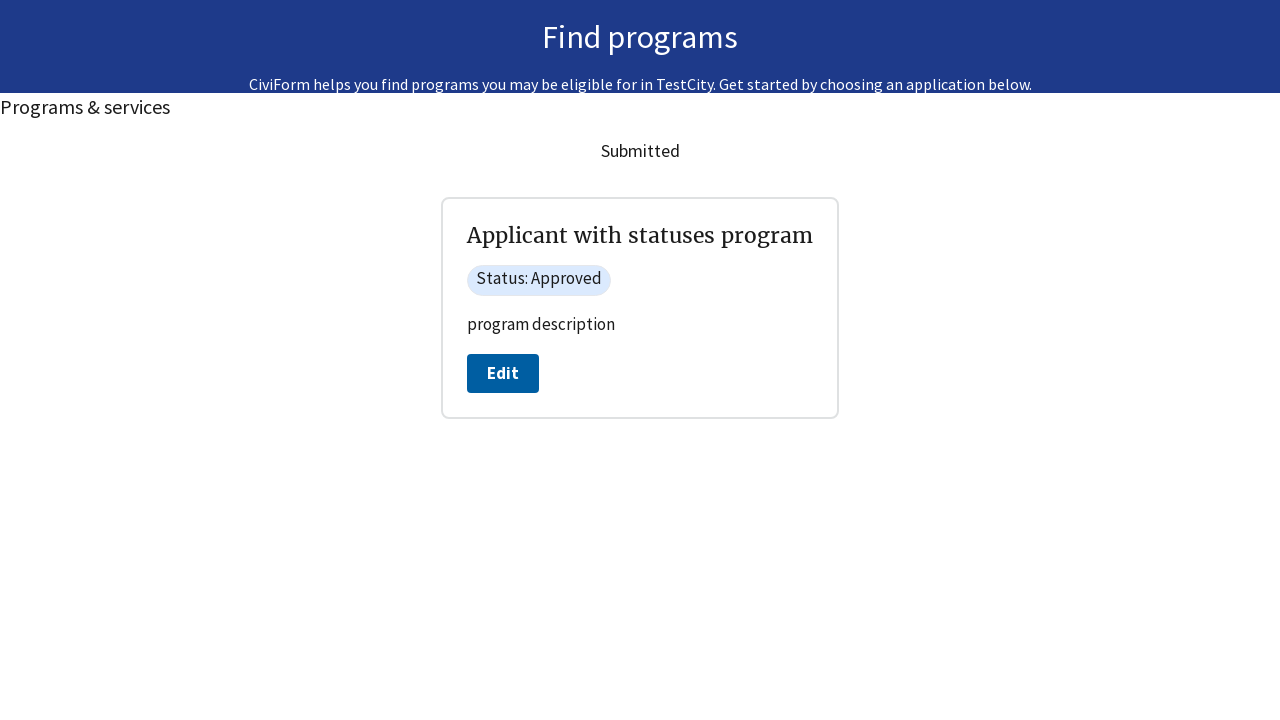 Find programs
CiviForm helps you find programs you may be eligible for in TestCity. Get started by choosing an application below.
Programs & services
Submitted
Applicant with statuses program
Status: Approved
program description
Edit